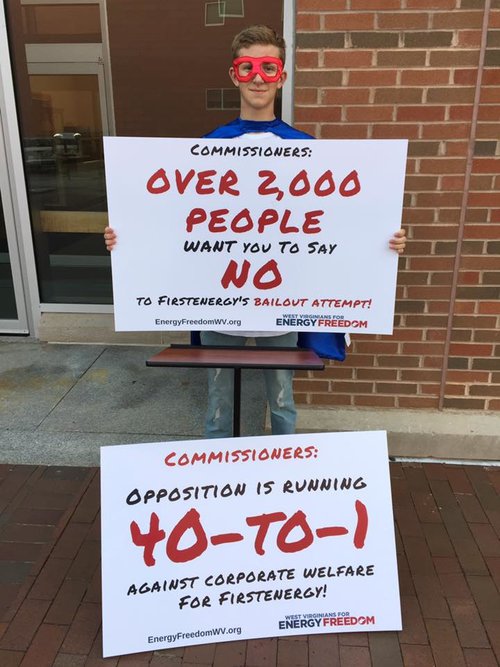 Commissioners:
OVER 2,000
PEOPLE
WANT YOU TO SAY
NO
TO FIRSTENERGY'S BAILOUT ATTEMPT!
EnergyFreedomWV.org
WEST VIRGINIANS FOR
ENERGY FREEDOM
COMMISSIONERS:
OPPOSITION IS RUNNING
40-TO-1
AGAINST CORPORATE WELFARE
FOR FIRSTENERGY!
EnergyFreedomWV.org
WEST VIRGINIANS FOR
ENERGY FREEDOM